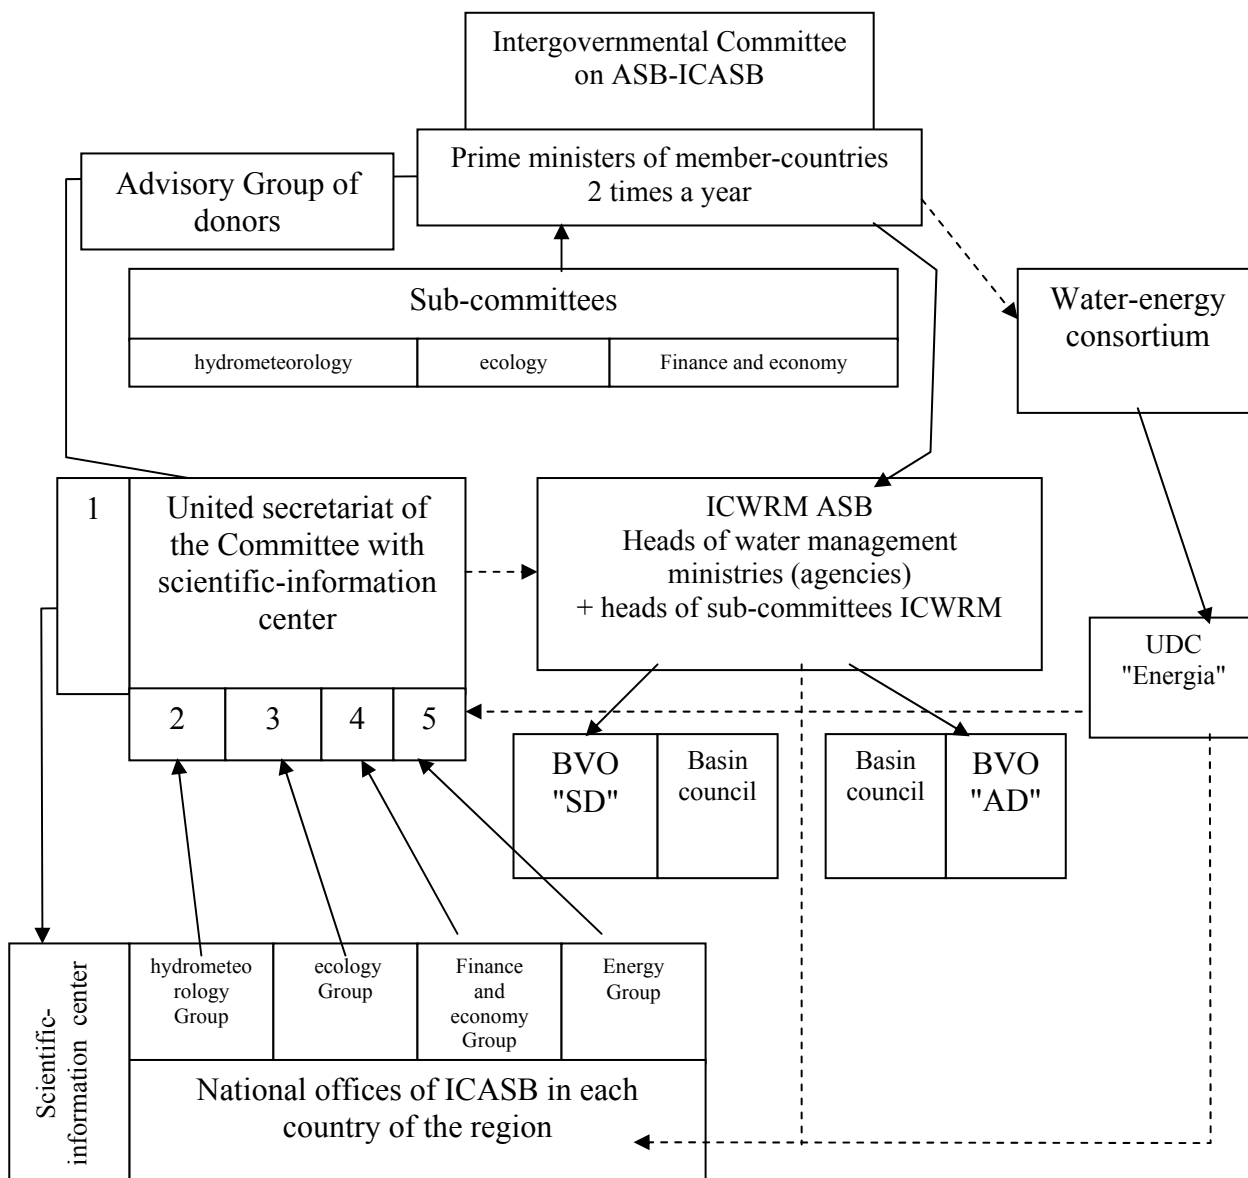 Intergovernmental Committee
on ASB-ICASB
Prime ministers of member-countries
2 times a year
Advisory Group of
donors
Sub-committees
hydrometeorology
ecology
Finance and economy
Water-energy
consortium
1
United secretariat of
the Committee with
scientific-information
center
ICWRM ASB
Heads of water management
ministries (agencies)
+ heads of sub-committees ICWRM
UDC
"Energia"
2
3
4
5
BVO
"SD"
Basin
council
Basin
council
BVO
"AD"
Scientific-
information center
hydrometeo
rology
Group
ecology
Group
Finance
and
economy
Group
Energy
Group
National offices of ICASB in each
country of the region